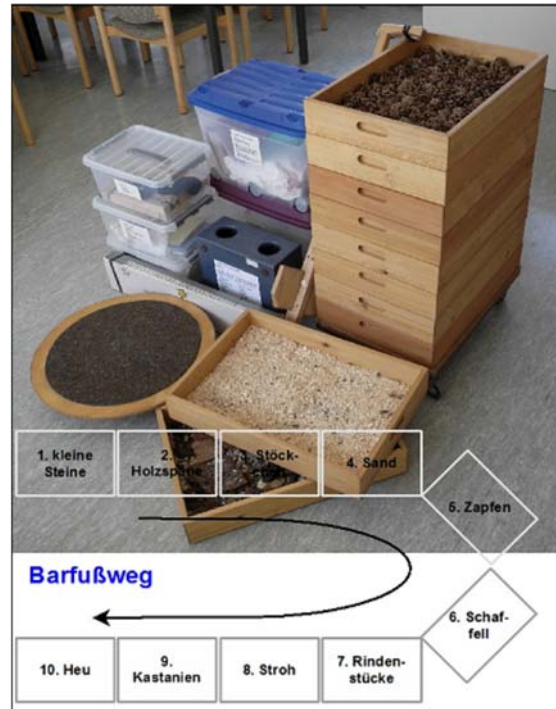 1. kleine
Steine
2.
Holzspäne
3. Stöck-
4. Sand
5. Zapfen
Barfußweg
6. Schaf-
fell
7. Rinden-
stücke
8. Stroh
9.
Kastanien
10. Heu